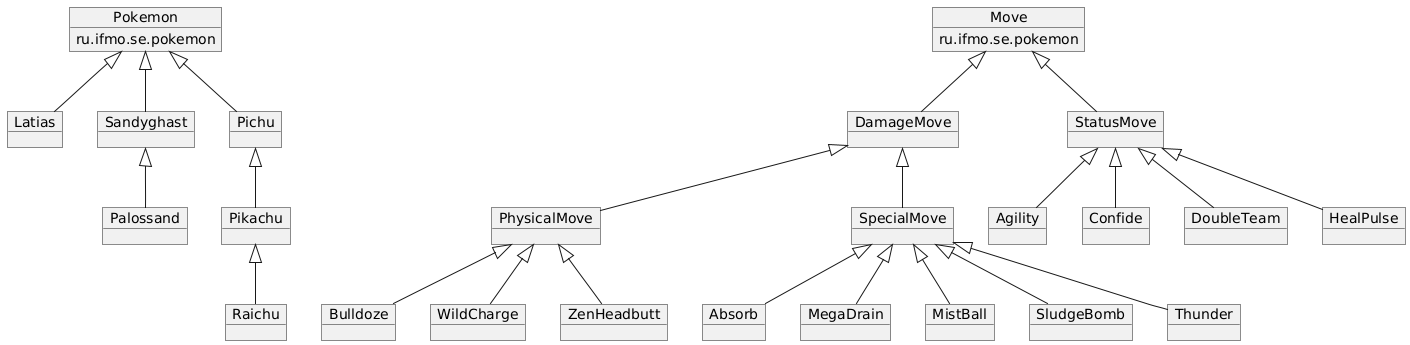 Pokemon
ru.ifmo.se.pokemon
Move
ru.ifmo.se.pokemon
Latias
Sandyghast
Pichu
DamageMove
StatusMove
Palossand
Pikachu
PhysicalMove
SpecialMove
Agility
Confide
DoubleTeam
HealPulse
Raichu
Bulldoze
WildCharge
ZenHeadbutt
Absorb
MegaDrain
MistBall
SludgeBomb
Thunder